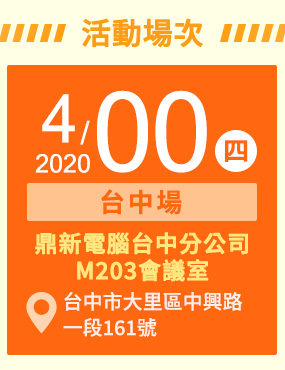 活動場次
4/00 四
2020
台中場
鼎新電腦台中分公司
M203會議室
台中市大里區中興路
一段161號